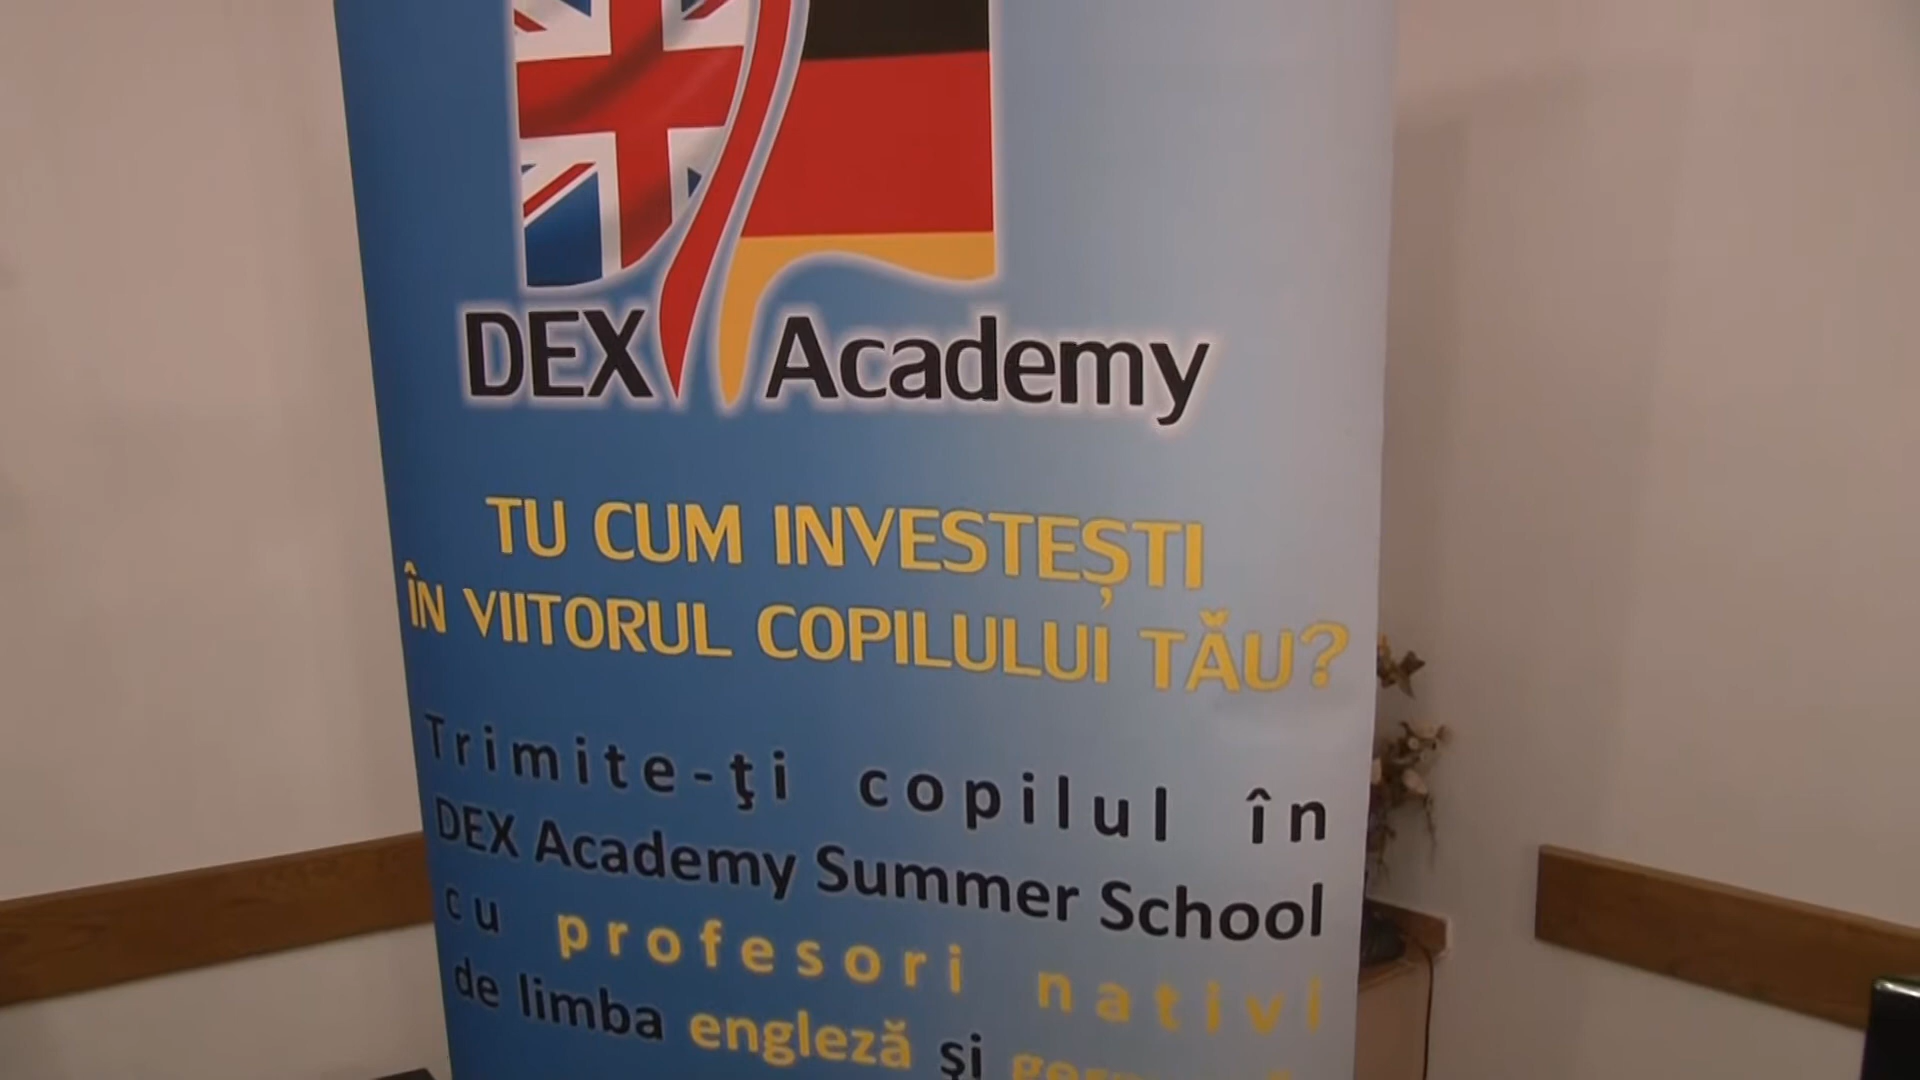 DEX Academy
TU CUM INVESTEȘTI
ÎN VIITORUL COPILULUI TĂU?
Trimite-ţi copilul în
DEX Academy Summer School
cu profesori nativi
de limba engleză şi